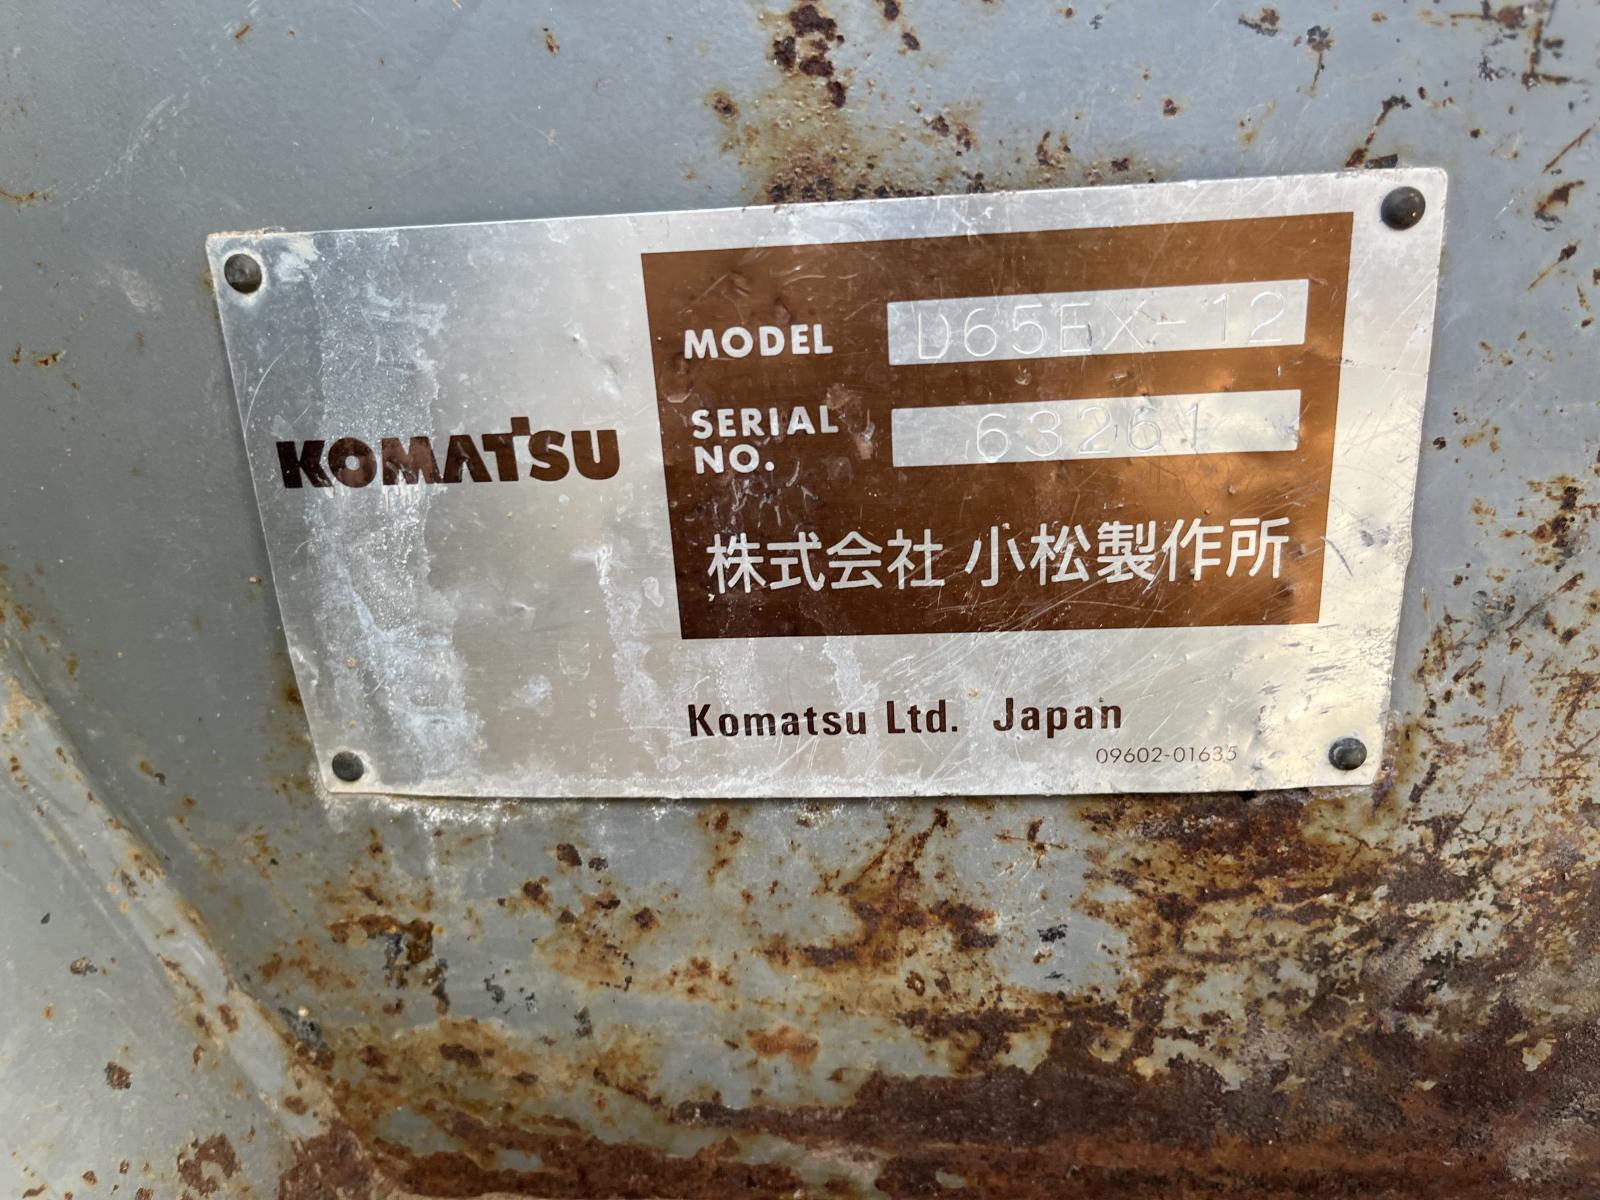 KOMATSU
MODEL D65EX-12
SERIAL NO. 63261
株式会社 小松製作所
Komatsu Ltd. Japan
09602-01635